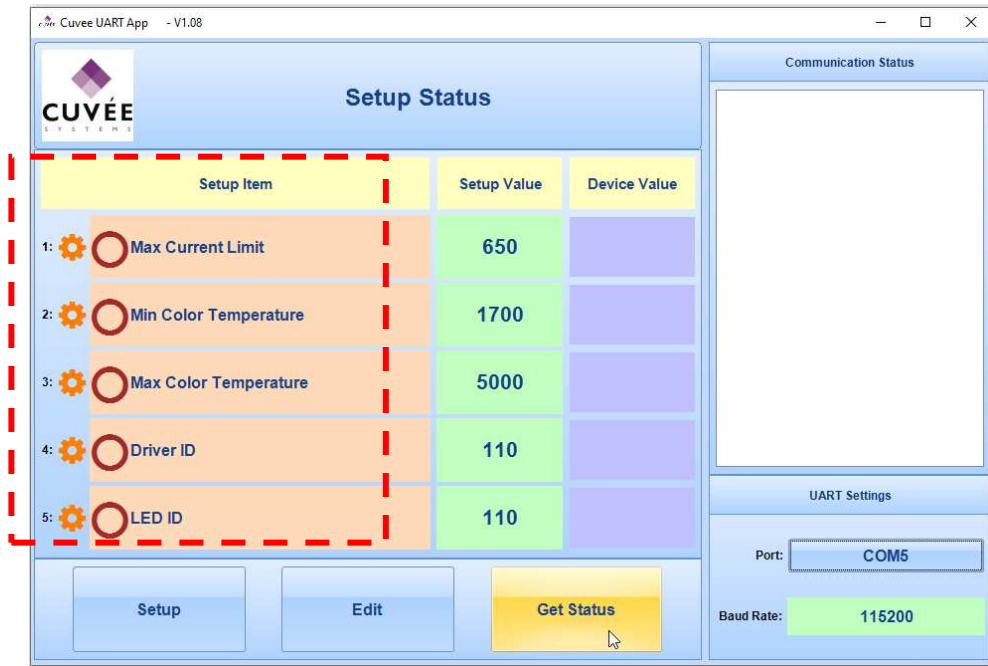 Cuvee UART App - V1.08
CUVÉE
SYSTEMS
Setup Status
Setup Item Setup Value Device Value
1: Max Current Limit 650
2: Min Color Temperature 1700
3: Max Color Temperature 5000
4: Driver ID 110
5: LED ID 110
Setup Edit Get Status
Communication Status
UART Settings
Port: COM5
Baud Rate: 115200